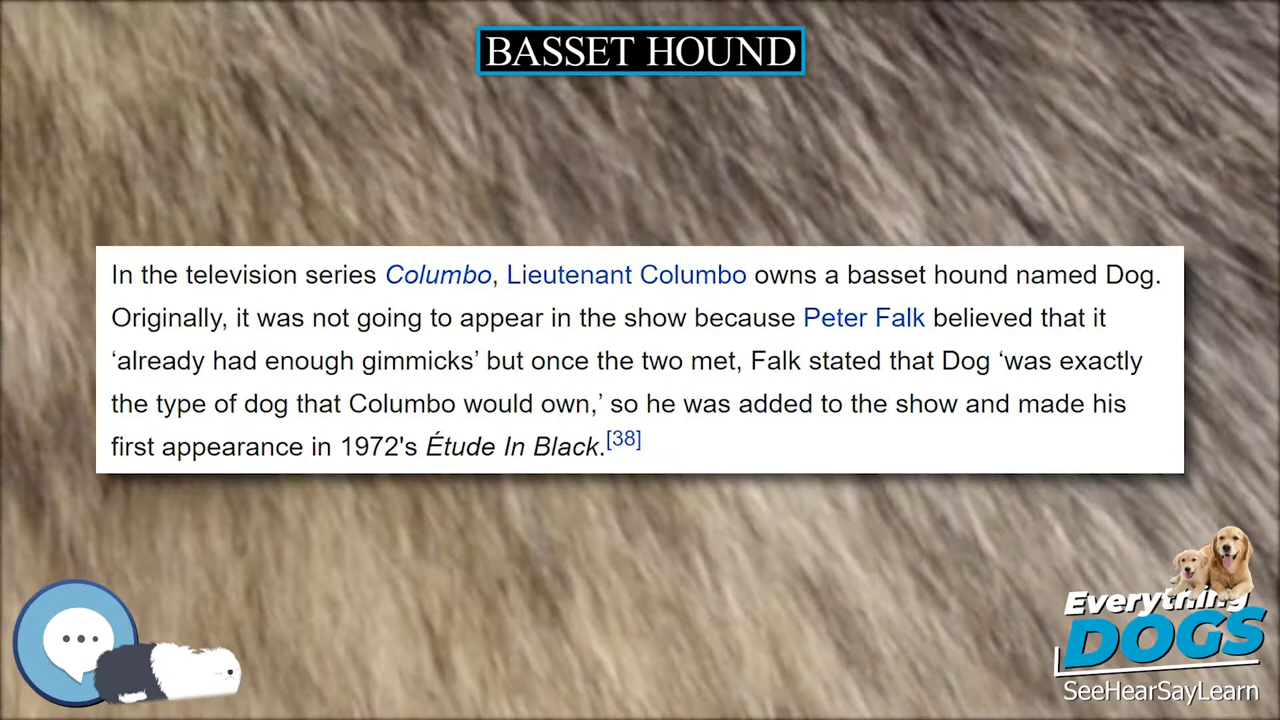 BASSET HOUND
In the television series Columbo, Lieutenant Columbo owns a basset hound named Dog.
Originally, it was not going to appear in the show because Peter Falk believed that it
‘already had enough gimmicks’ but once the two met, Falk stated that Dog ‘was exactly
the type of dog that Columbo would own,’ so he was added to the show and made his
first appearance in 1972's Étude In Black.[38]
Everything
DOGS
SeeHearSayLearn